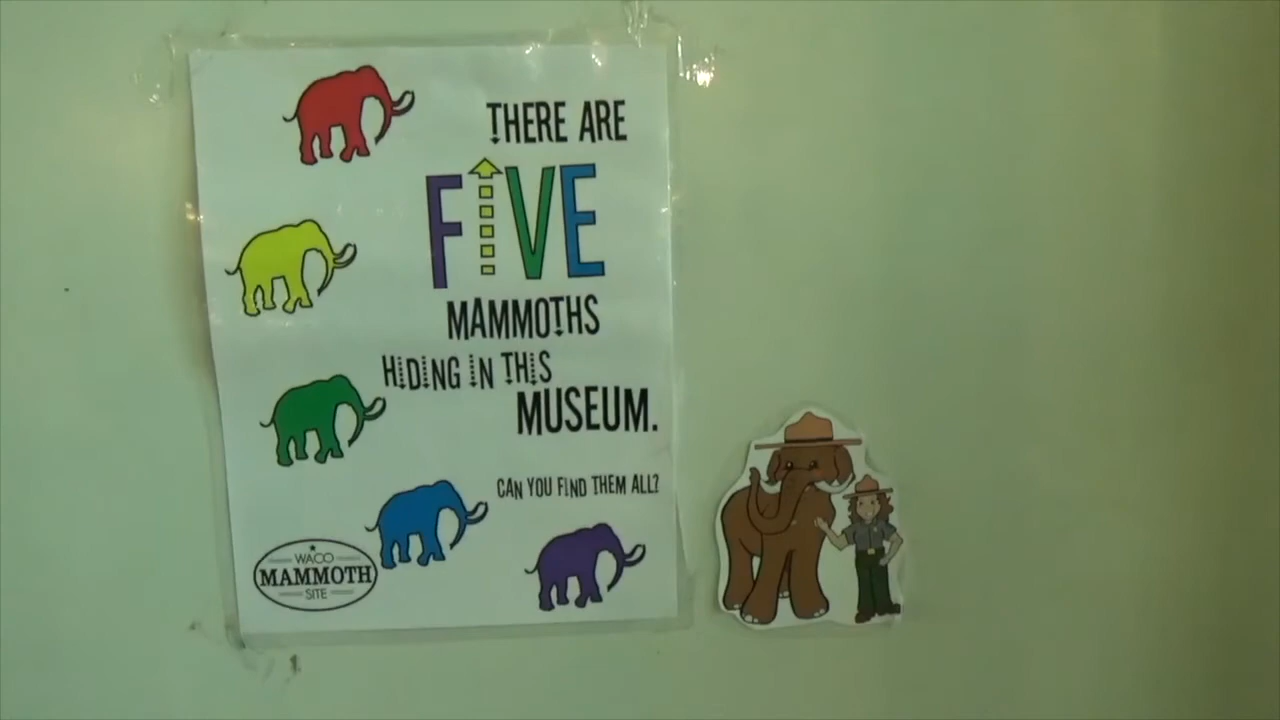 THERE ARE
FIVE
MAMMOTHS
HIDING IN THIS
MUSEUM.
CAN YOU FIND THEM ALL?
WACO
MAMMOTH
SITE